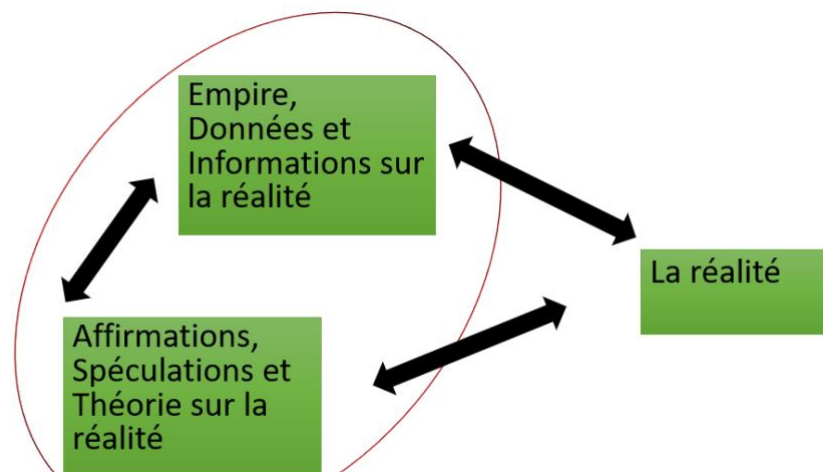 Empire,
Données et
Informations sur
la réalité
La réalité
Affirmations,
Spéculations et
Théorie sur la
réalité